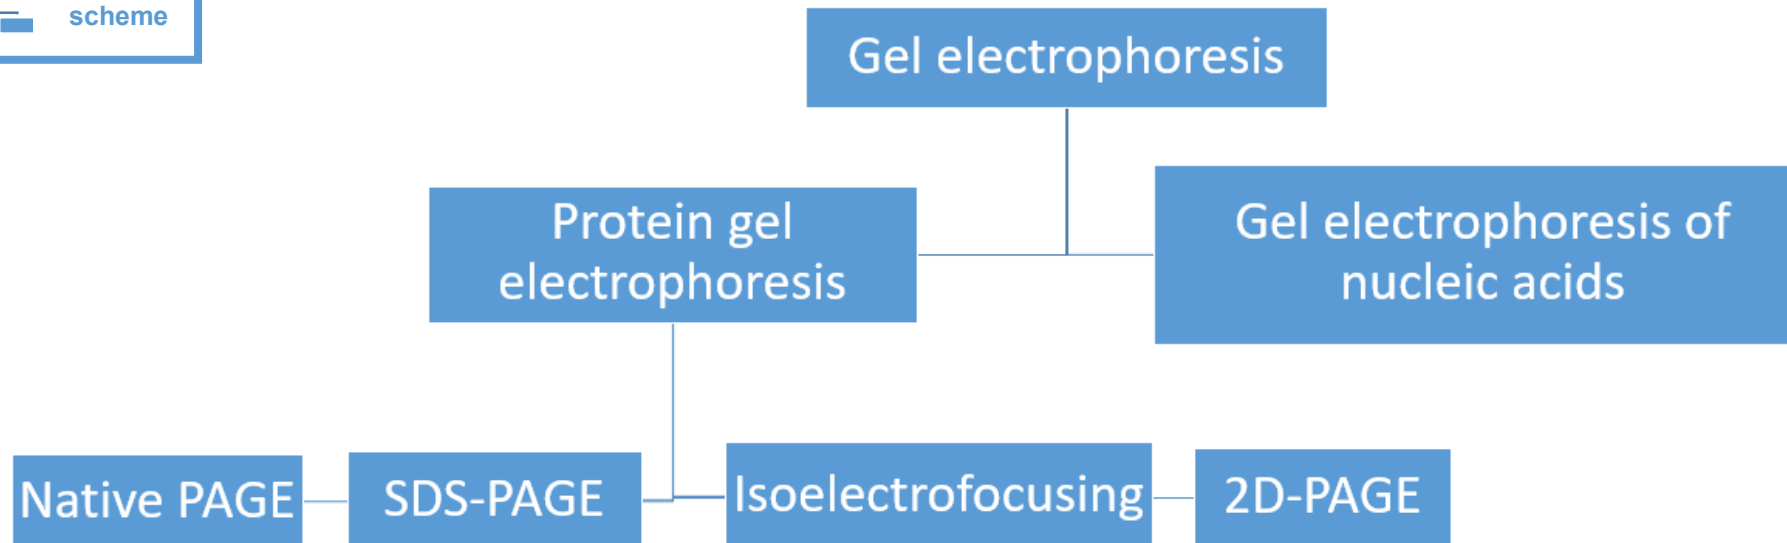 scheme
Gel electrophoresis
Protein gel
electrophoresis
Gel electrophoresis of
nucleic acids
Native PAGE
SDS-PAGE
Isoelectrofocusing
2D-PAGE